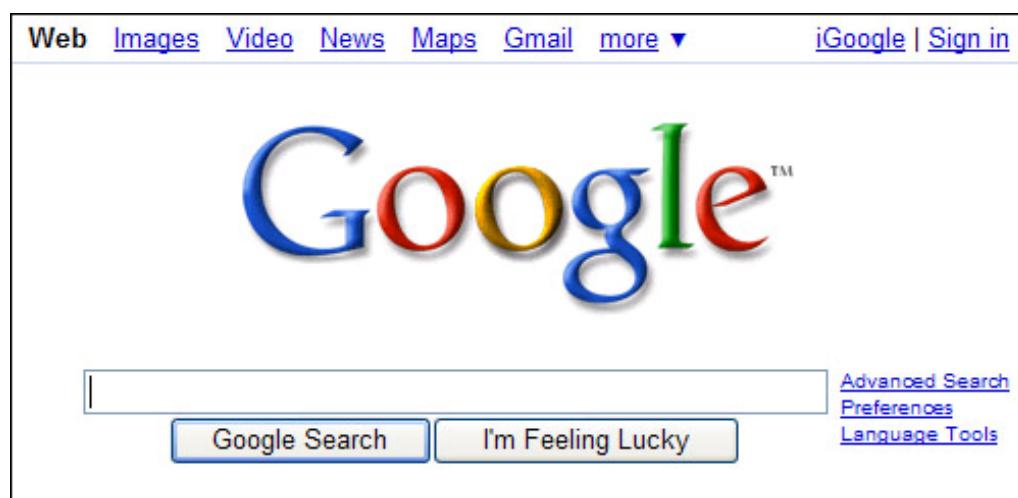 Web Images Video News Maps Gmail more ▼ iGoogle | Sign in
Google™
Advanced Search
Preferences
Language Tools
Google Search I'm Feeling Lucky